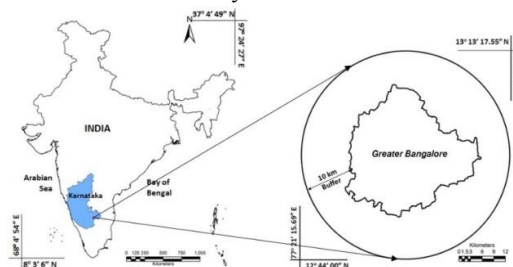 37° 4' 49" N
97° 24' 27" E
N
13° 13' 17.55" N
INDIA
Greater Bangalore
Arabian
Sea
Karnataka
Bay of
Bengal
10 km
Buffer
68° 4' 54" E
8° 3' 6" N
Kilometers
77° 21' 15.69" E
12° 44' 00" N
Kilometers